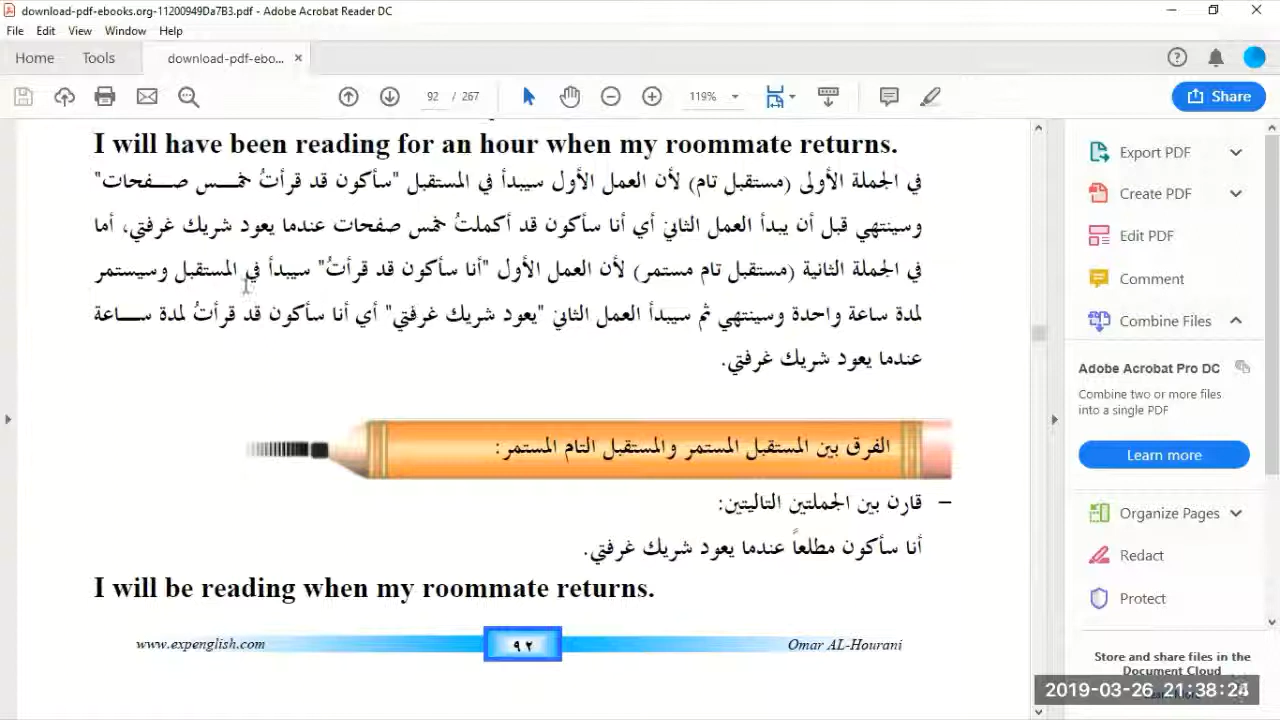 download-pdf-ebooks.org-11200949Da7B3.pdf - Adobe Acrobat Reader DC
File Edit View Window Help
Home Tools download-pdf-ebo... ×
92 / 267 119% Share
I will have been reading for an hour when my roommate returns.
في الجملة الأولى (مستقبل تام) لأن العمل الأول سيبدأ في المستقبل "سأكون قد قرأتُ خمـس صـفحات"
وسينتهي قبل أن يبدأ العمل الثاني أي أنا سأكون قد أكملتُ خمس صفحات عندما يعود شريك غرفتي، أما
في الجملة الثانية (مستقبل تام مستمر) لأن العمل الأول "أنا سأكون قد قرأتُ" سيبدأ في المستقبل وسيستمر
لمدة ساعة واحدة وسينتهي ثم سيبدأ العمل الثاني "يعود شريك غرفتي" أي أنا سأكون قد قرأتُ لمدة سـاعة
عندما يعود شريك غرفتي.
الفرق بين المستقبل المستمر والمستقبل التام المستمر:
– قارن بين الجملتين التاليتين:
أنا سأكون مطلعاً عندما يعود شريك غرفتي.
I will be reading when my roommate returns.
www.expenglish.com ٩٢ Omar AL-Hourani
Export PDF
Create PDF
Edit PDF
Comment
Combine Files
Adobe Acrobat Pro DC
Combine two or more files
into a single PDF
Learn more
Organize Pages
Redact
Protect
Store and share files in the
Document Cloud
2019-03-26 21:38:24